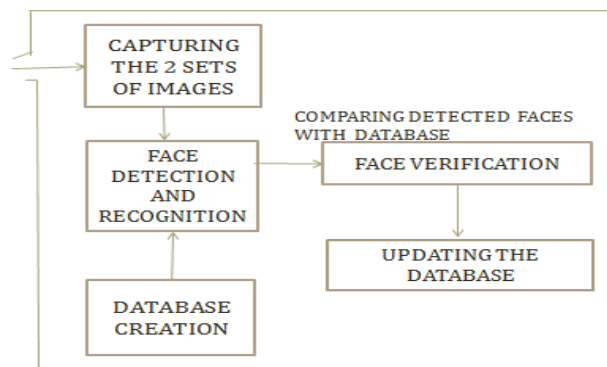 CAPTURING
THE 2 SETS
OF IMAGES
COMPARING DETECTED FACES
WITH DATABASE
FACE
DETECTION
AND
RECOGNITION
FACE VERIFICATION
UPDATING THE
DATABASE
DATABASE
CREATION